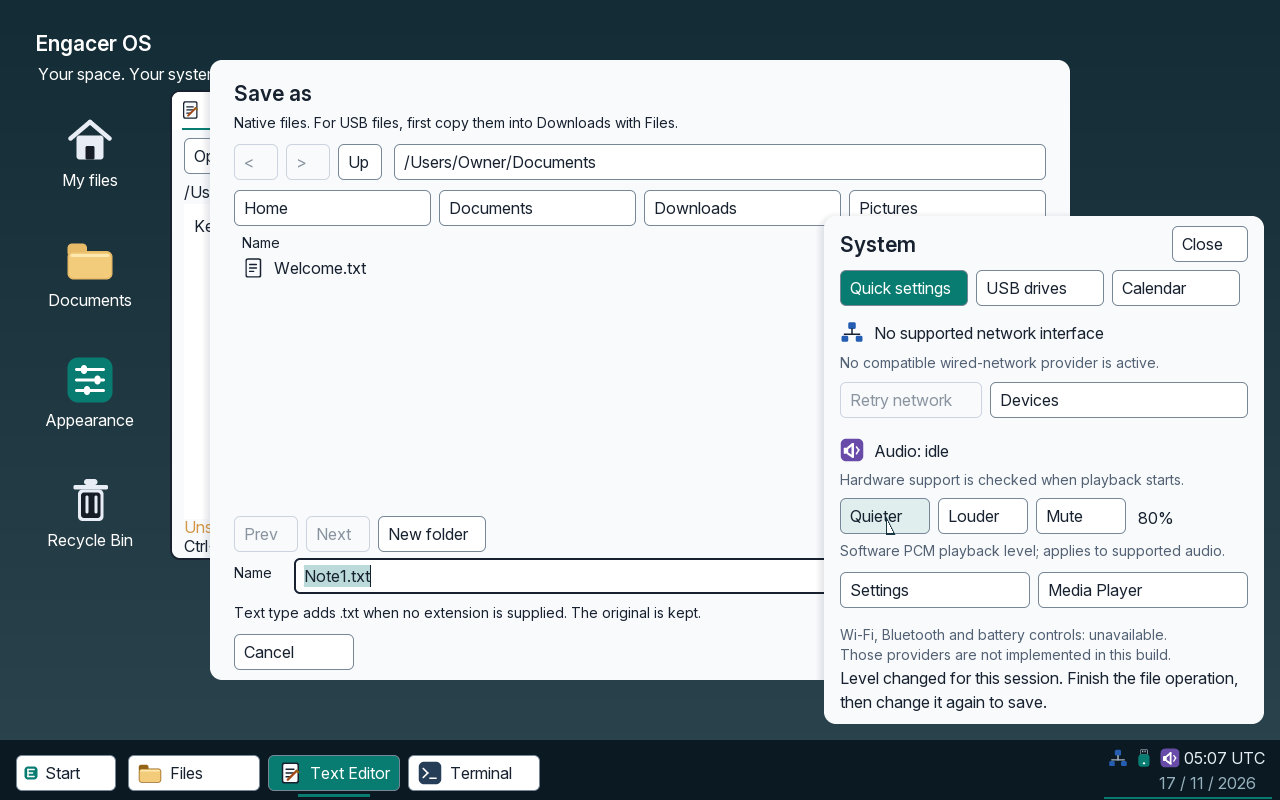 Engacer OS
Your space. Your system
My files
Documents
Appearance
Recycle Bin
Op
/Us
Ke
Uns
Ctrl
Save as
Native files. For USB files, first copy them into Downloads with Files.
< > Up /Users/Owner/Documents
Home Documents Downloads Pictures
Name
Welcome.txt
Prev Next New folder
Name Note1.txt
Text type adds .txt when no extension is supplied. The original is kept.
Cancel
System Close
Quick settings USB drives Calendar
No supported network interface
No compatible wired-network provider is active.
Retry network Devices
Audio: idle
Hardware support is checked when playback starts.
Quieter Louder Mute 80%
Software PCM playback level; applies to supported audio.
Settings Media Player
Wi-Fi, Bluetooth and battery controls: unavailable.
Those providers are not implemented in this build.
Level changed for this session. Finish the file operation,
then change it again to save.
E Start Files Text Editor Terminal
05:07 UTC
17 / 11 / 2026